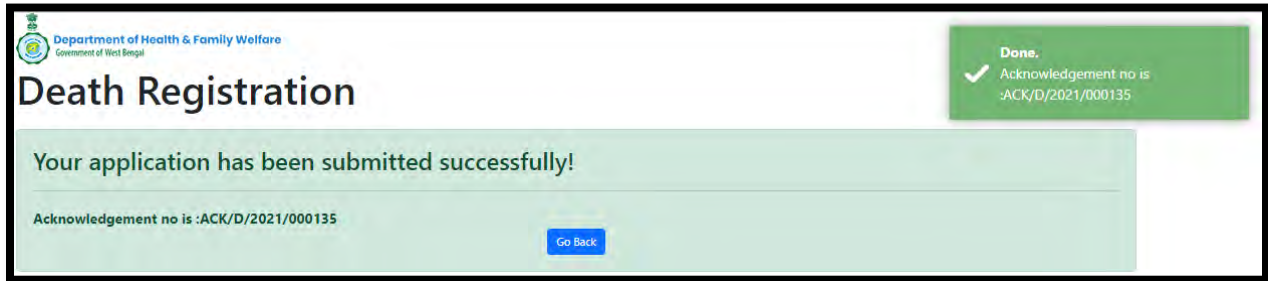 Department of Health & Family Welfare
Government of West Bengal
Death Registration
Done.
Acknowledgement no is
:ACK/D/2021/000135
Your application has been submitted successfully!
Acknowledgement no is :ACK/D/2021/000135
Go Back